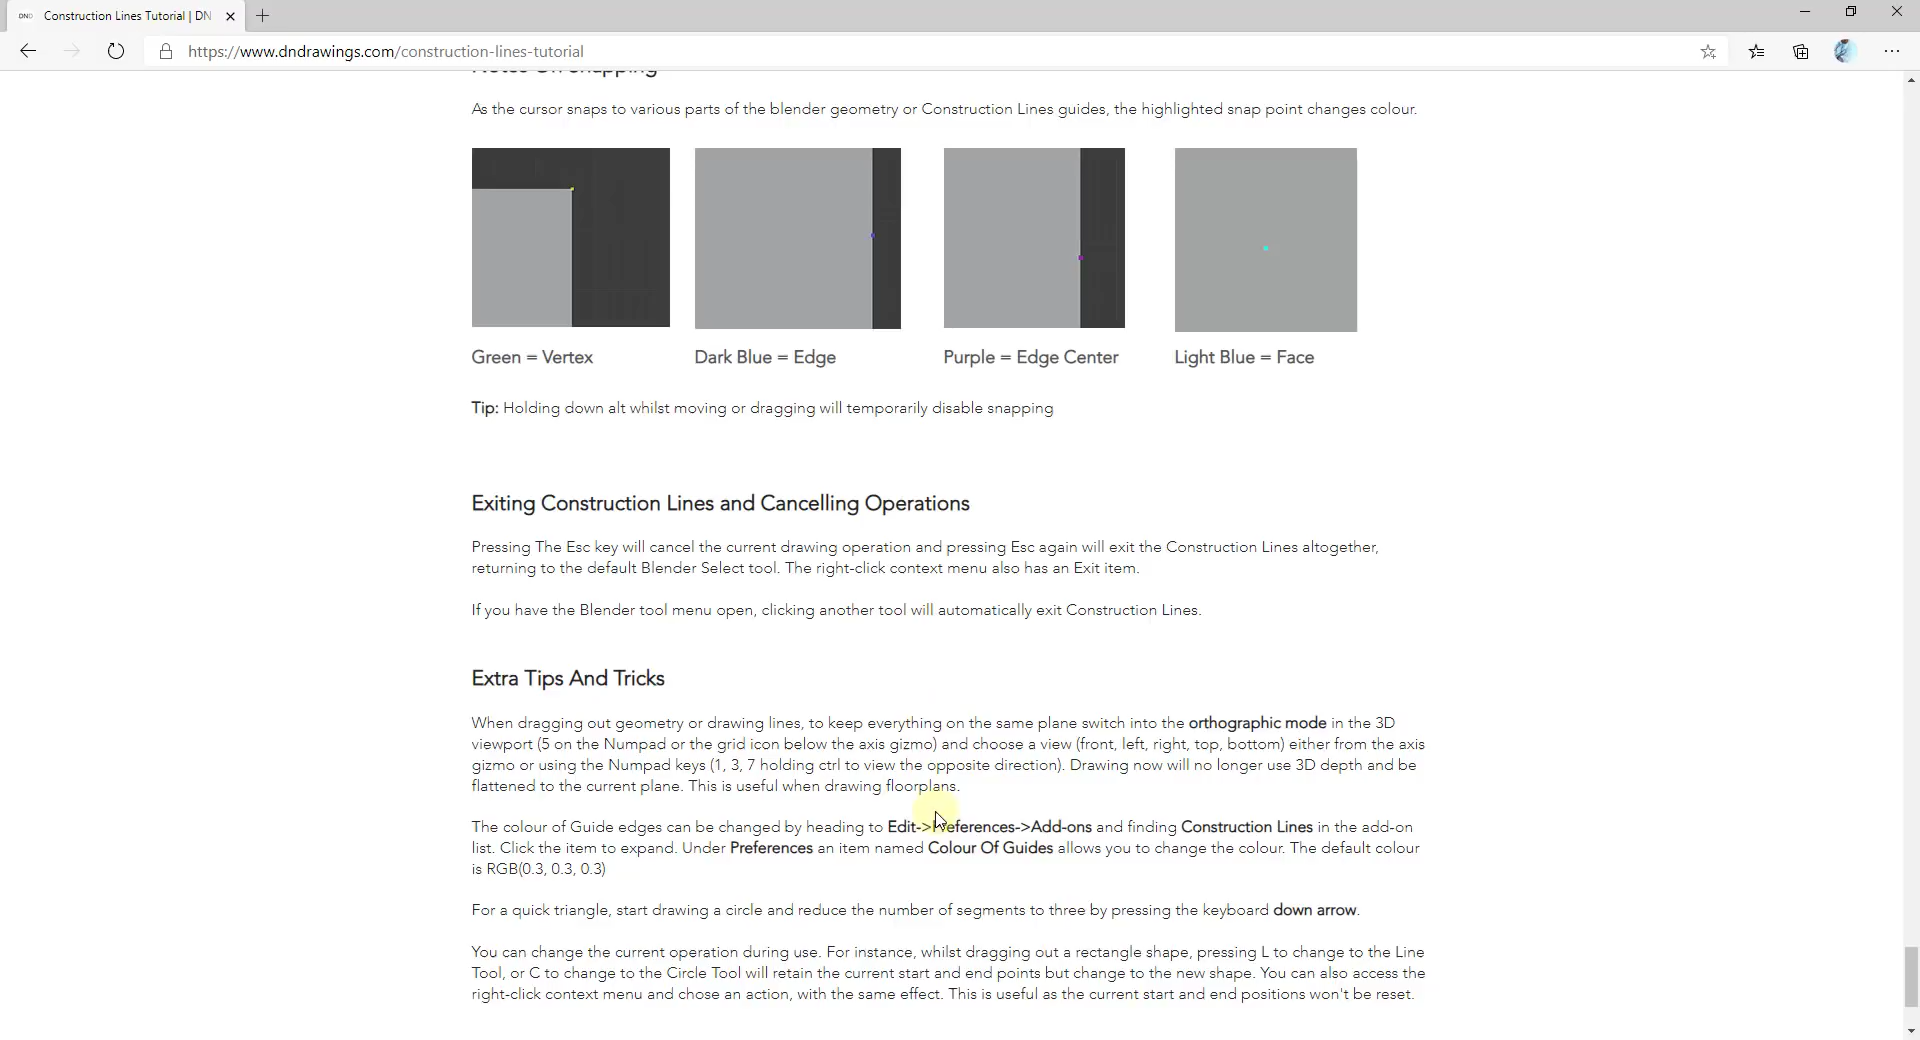 DND Construction Lines Tutorial | DN
https://www.dndrawings.com/construction-lines-tutorial
Notes On Snapping
As the cursor snaps to various parts of the blender geometry or Construction Lines guides, the highlighted snap point changes colour.
Green = Vertex
Dark Blue = Edge
Purple = Edge Center
Light Blue = Face
Tip: Holding down alt whilst moving or dragging will temporarily disable snapping
Exiting Construction Lines and Cancelling Operations
Pressing The Esc key will cancel the current drawing operation and pressing Esc again will exit the Construction Lines altogether,
returning to the default Blender Select tool. The right-click context menu also has an Exit item.
If you have the Blender tool menu open, clicking another tool will automatically exit Construction Lines.
Extra Tips And Tricks
When dragging out geometry or drawing lines, to keep everything on the same plane switch into the orthographic mode in the 3D
viewport (5 on the Numpad or the grid icon below the axis gizmo) and choose a view (front, left, right, top, bottom) either from the axis
gizmo or using the Numpad keys (1, 3, 7 holding ctrl to view the opposite direction). Drawing now will no longer use 3D depth and be
flattened to the current plane. This is useful when drawing floorplans.
The colour of Guide edges can be changed by heading to Edit->Preferences->Add-ons and finding Construction Lines in the add-on
list. Click the item to expand. Under Preferences an item named Colour Of Guides allows you to change the colour. The default colour
is RGB(0.3, 0.3, 0.3)
For a quick triangle, start drawing a circle and reduce the number of segments to three by pressing the keyboard down arrow.
You can change the current operation during use. For instance, whilst dragging out a rectangle shape, pressing L to change to the Line
Tool, or C to change to the Circle Tool will retain the current start and end points but change to the new shape. You can also access the
right-click context menu and chose an action, with the same effect. This is useful as the current start and end positions won't be reset.